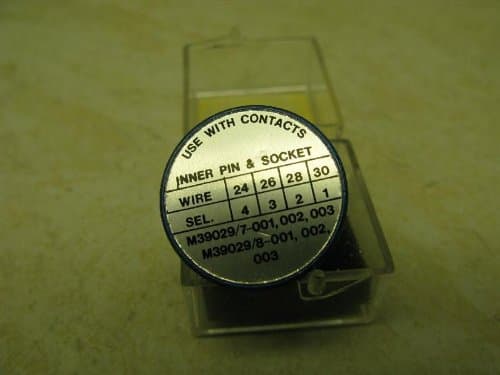 USE WITH CONTACTS
INNER PIN & SOCKET
WIRE 24 26 28 30
SEL. 4 3 2 1
M39029/7-001, 002, 003
M39029/8-001, 002,
003